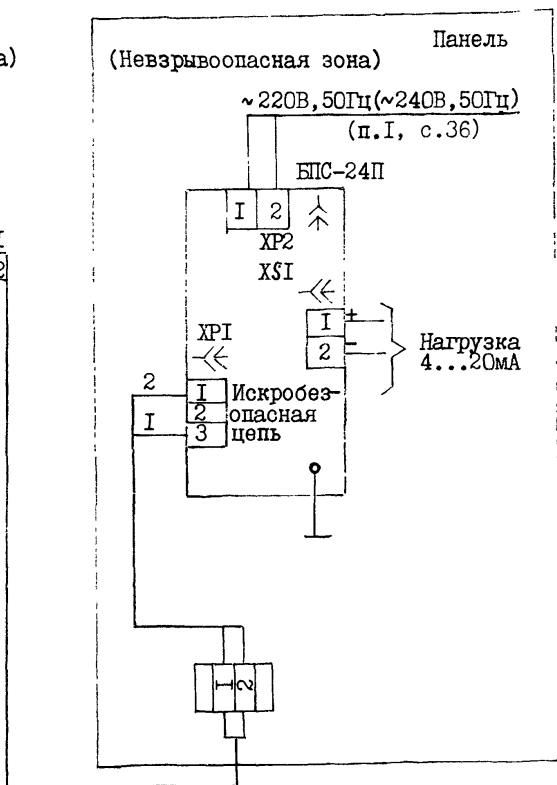 а)
Панель
(Невзрывоопасная зона)
~220В,50Гц(~240В,50Гц)
(п.I, с.36)
БПС-24П
I 2
XP2
XSI
I +
2 -
Нагрузка
4...20мА
XPI
2
I
I Искробез-
2 опасная
3 цепь
I 2
I
2